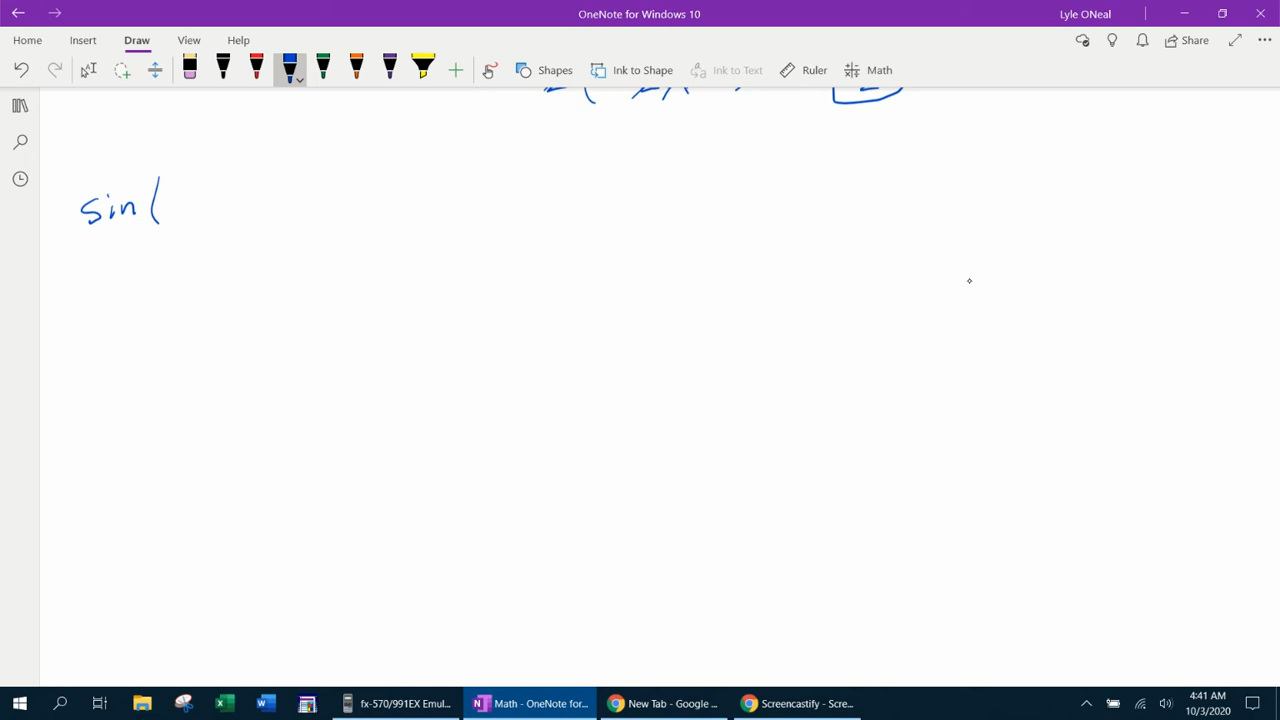 OneNote for Windows 10
Lyle ONeal
Home Insert Draw View Help
Share
Shapes Ink to Shape Ink to Text Ruler Math
sin(
fx-570/991EX Emul... Math - OneNote for... New Tab - Google ... Screencastify - Scre...
4:41 AM
10/3/2020